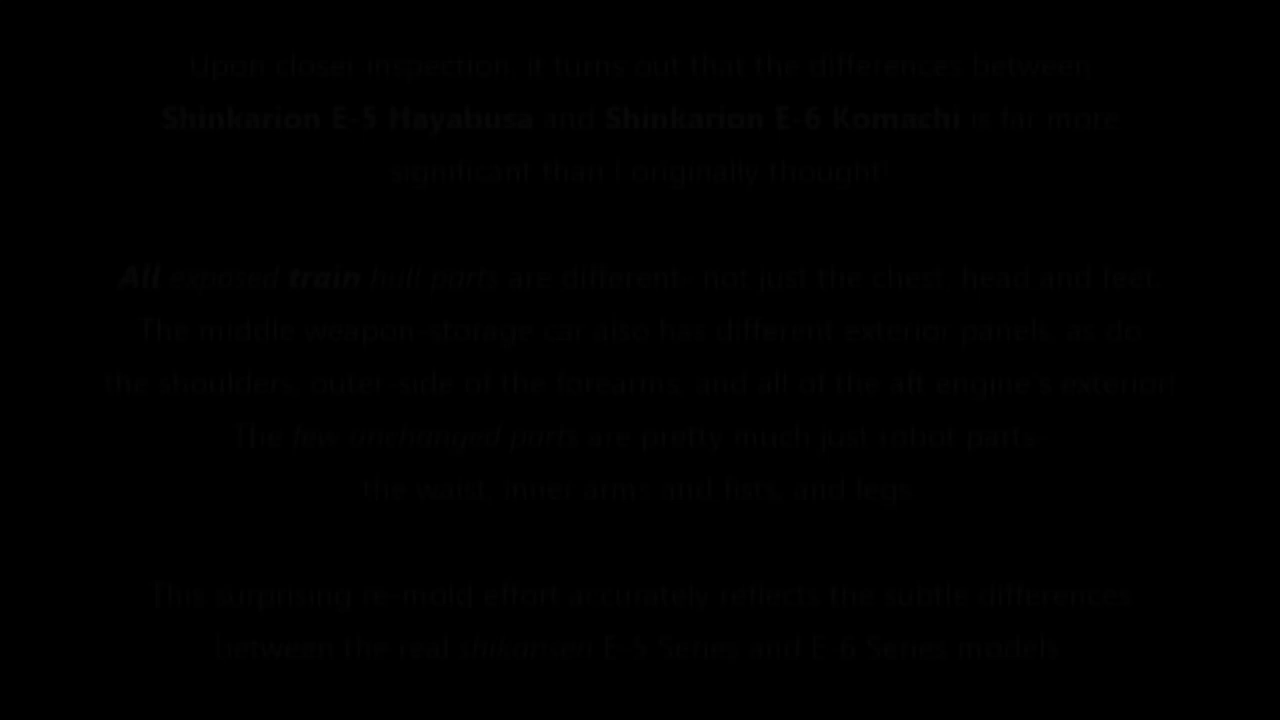 Upon closer inspection, it turns out that the differences between
Shinkarion E-5 Hayabusa and Shinkarion E-6 Komachi is far more
significant than I originally thought!
All exposed train hull parts are different- not just the chest, head and feet.
The middle weapon-storage car also has different exterior panels, as do
the shoulders, outer-side of the forearms, and all of the aft engine's exterior!
The few unchanged parts are pretty much just robot parts-
the waist, inner arms and fists, and legs.
This surprising re-mold effort accurately reflects the subtle differences
between the real shinkansen E-5 Series and E-6 Series models.